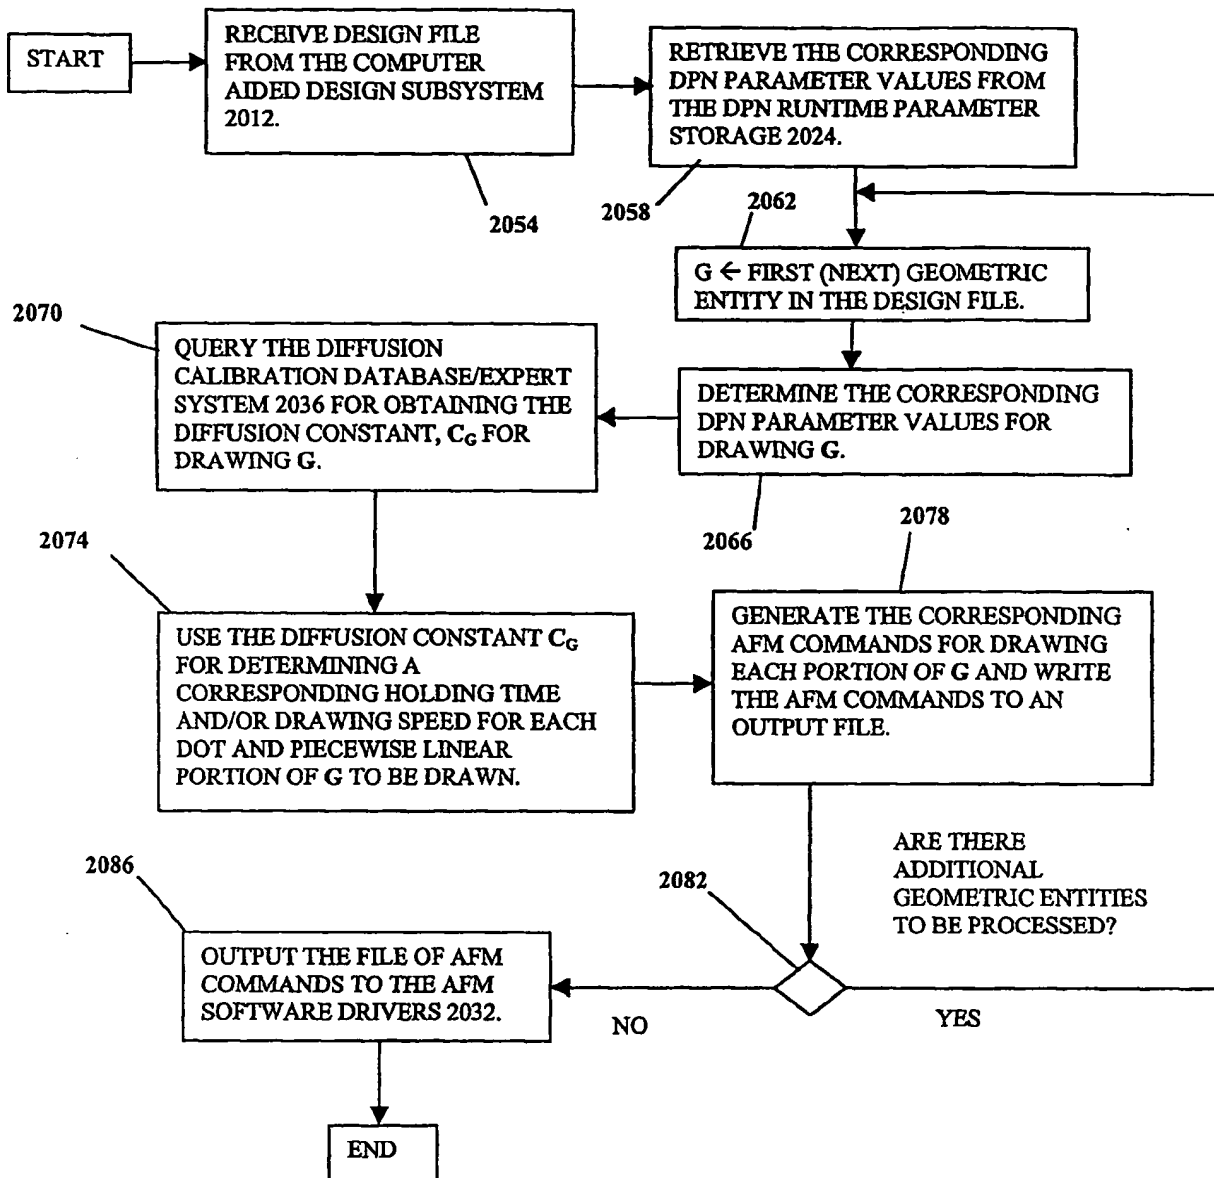 START
RECEIVE DESIGN FILE
FROM THE COMPUTER
AIDED DESIGN SUBSYSTEM
2012.
2054
RETRIEVE THE CORRESPONDING
DPN PARAMETER VALUES FROM
THE DPN RUNTIME PARAMETER
STORAGE 2024.
2058
2062
G ← FIRST (NEXT) GEOMETRIC
ENTITY IN THE DESIGN FILE.
DETERMINE THE CORRESPONDING
DPN PARAMETER VALUES FOR
DRAWING G.
2066
2070
QUERY THE DIFFUSION
CALIBRATION DATABASE/EXPERT
SYSTEM 2036 FOR OBTAINING THE
DIFFUSION CONSTANT, CG FOR
DRAWING G.
2074
USE THE DIFFUSION CONSTANT CG
FOR DETERMINING A
CORRESPONDING HOLDING TIME
AND/OR DRAWING SPEED FOR EACH
DOT AND PIECEWISE LINEAR
PORTION OF G TO BE DRAWN.
2078
GENERATE THE CORRESPONDING
AFM COMMANDS FOR DRAWING
EACH PORTION OF G AND WRITE
THE AFM COMMANDS TO AN
OUTPUT FILE.
ARE THERE
ADDITIONAL
GEOMETRIC ENTITIES
TO BE PROCESSED?
2082
YES
NO
2086
OUTPUT THE FILE OF AFM
COMMANDS TO THE AFM
SOFTWARE DRIVERS 2032.
END